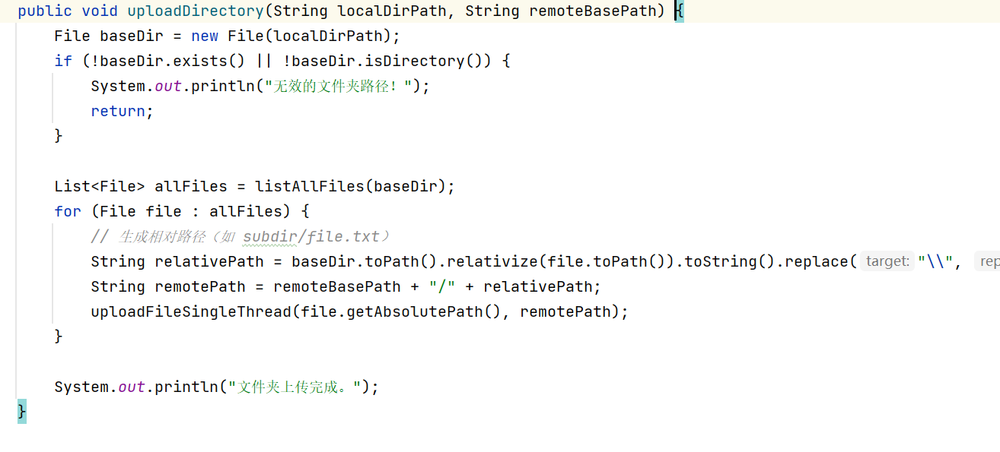 public void uploadDirectory(String localDirPath, String remoteBasePath) {
    File baseDir = new File(localDirPath);
    if (!baseDir.exists() || !baseDir.isDirectory()) {
        System.out.println("无效的文件夹路径！");
        return;
    }
    List<File> allFiles = listAllFiles(baseDir);
    for (File file : allFiles) {
        // 生成相对路径（如 subdir/file.txt）
        String relativePath = baseDir.toPath().relativize(file.toPath()).toString().replace( target: "\\", rep
        String remotePath = remoteBasePath + "/" + relativePath;
        uploadFileSingleThread(file.getAbsolutePath(), remotePath);
    }
    System.out.println("文件夹上传完成。");
}